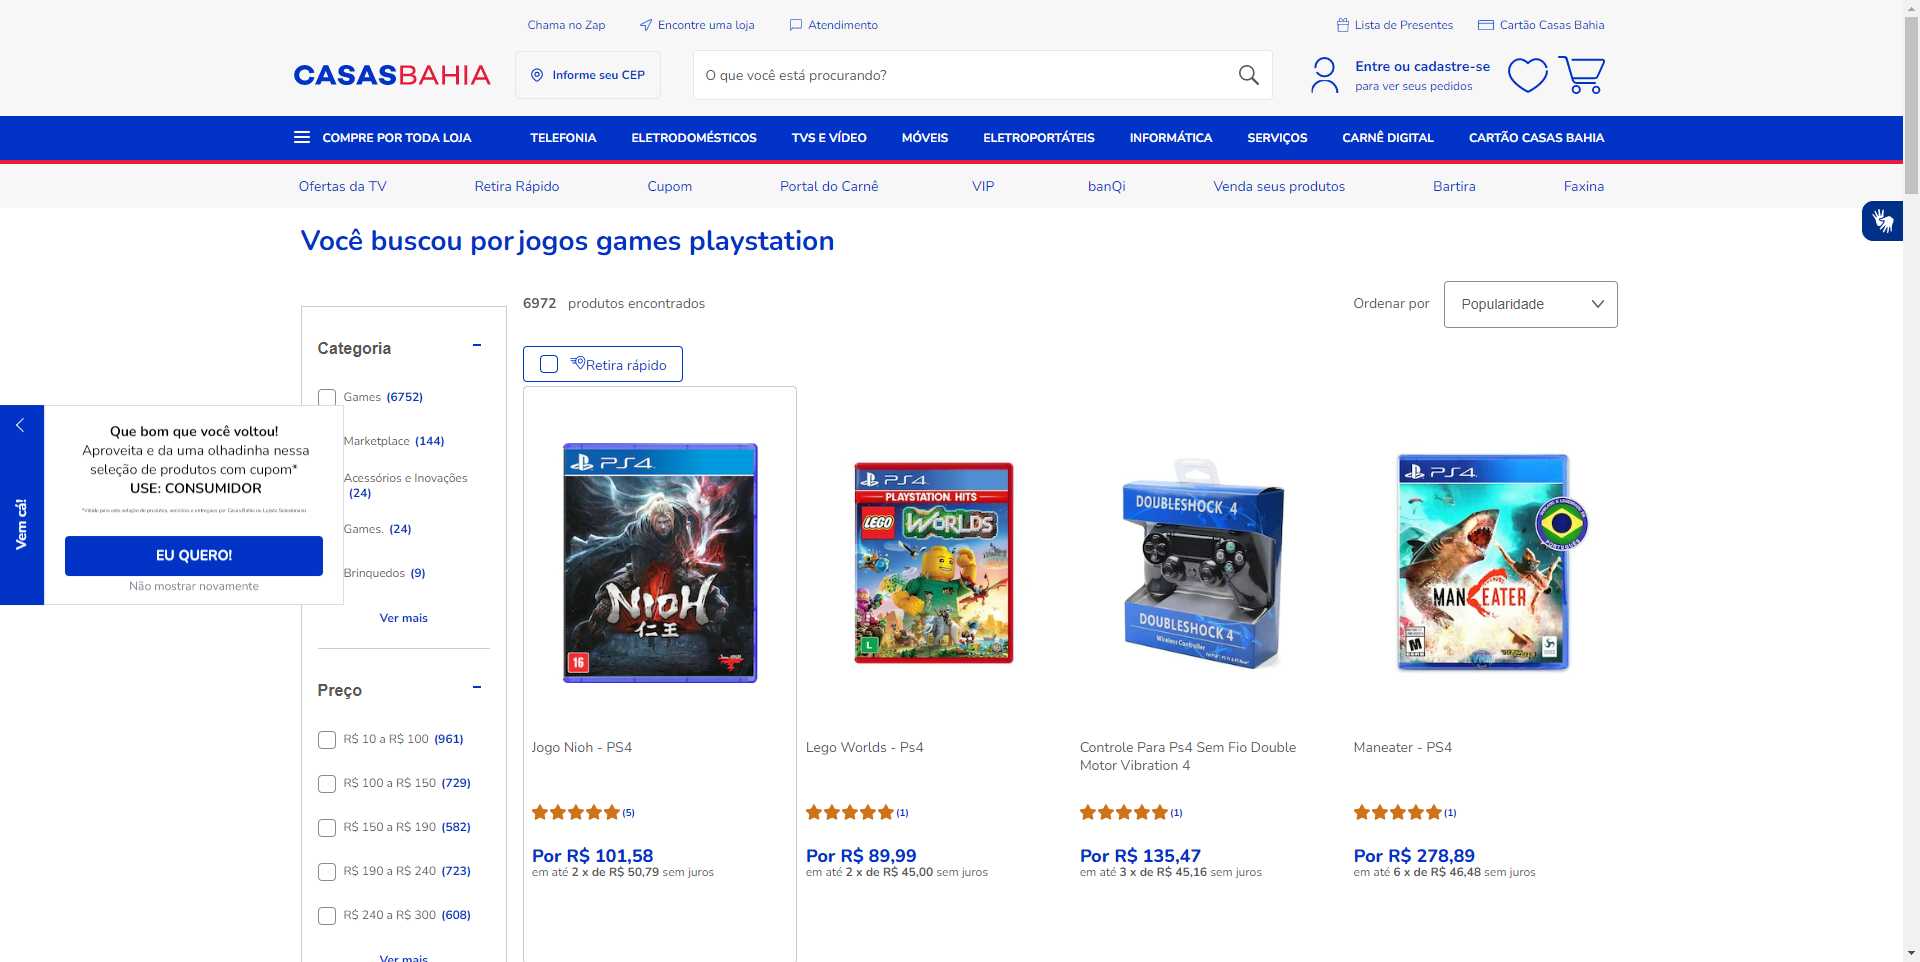 Chama no Zap
Encontre uma loja
Atendimento
Lista de Presentes
Cartão Casas Bahia
CASASBAHIA
Informe seu CEP
O que você está procurando?
Entre ou cadastre-se
para ver seus pedidos
COMPRE POR TODA LOJA
TELEFONIA
ELETRODOMÉSTICOS
TVS E VÍDEO
MÓVEIS
ELETROPORTÁTEIS
INFORMÁTICA
SERVIÇOS
CARNÊ DIGITAL
CARTÃO CASAS BAHIA
Ofertas da TV
Retira Rápido
Cupom
Portal do Carnê
VIP
banQi
Venda seus produtos
Bartira
Faxina
Você buscou por jogos games playstation
6972 produtos encontrados
Ordenar por
Popularidade
Retira rápido
Categoria
Games (6752)
Marketplace (144)
Acessórios e Inovações
(24)
Games. (24)
Brinquedos (9)
Ver mais
Preço
R$ 10 a R$ 100 (961)
R$ 100 a R$ 150 (729)
R$ 150 a R$ 190 (582)
R$ 190 a R$ 240 (723)
R$ 240 a R$ 300 (608)
Ver mais
Vem cá!
Que bom que você voltou!
Aproveita e da uma olhadinha nessa
seleção de produtos com cupom*
USE: CONSUMIDOR
EU QUERO!
Não mostrar novamente
PS4
NIOH
仁王
16
Jogo Nioh - PS4
(5)
Por R$ 101,58
em até 2 x de R$ 50,79 sem juros
PS4
PLAYSTATION HITS
LEGO
WORLDS
L
Lego Worlds - Ps4
(1)
Por R$ 89,99
em até 2 x de R$ 45,00 sem juros
DOUBLESHOCK 4
DOUBLESHOCK 4
Wireless Controller
Controle Para Ps4 Sem Fio Double
Motor Vibration 4
(1)
Por R$ 135,47
em até 3 x de R$ 45,16 sem juros
PS4
MANEATER
M
PORTUGUÊS
Maneater - PS4
(1)
Por R$ 278,89
em até 6 x de R$ 46,48 sem juros